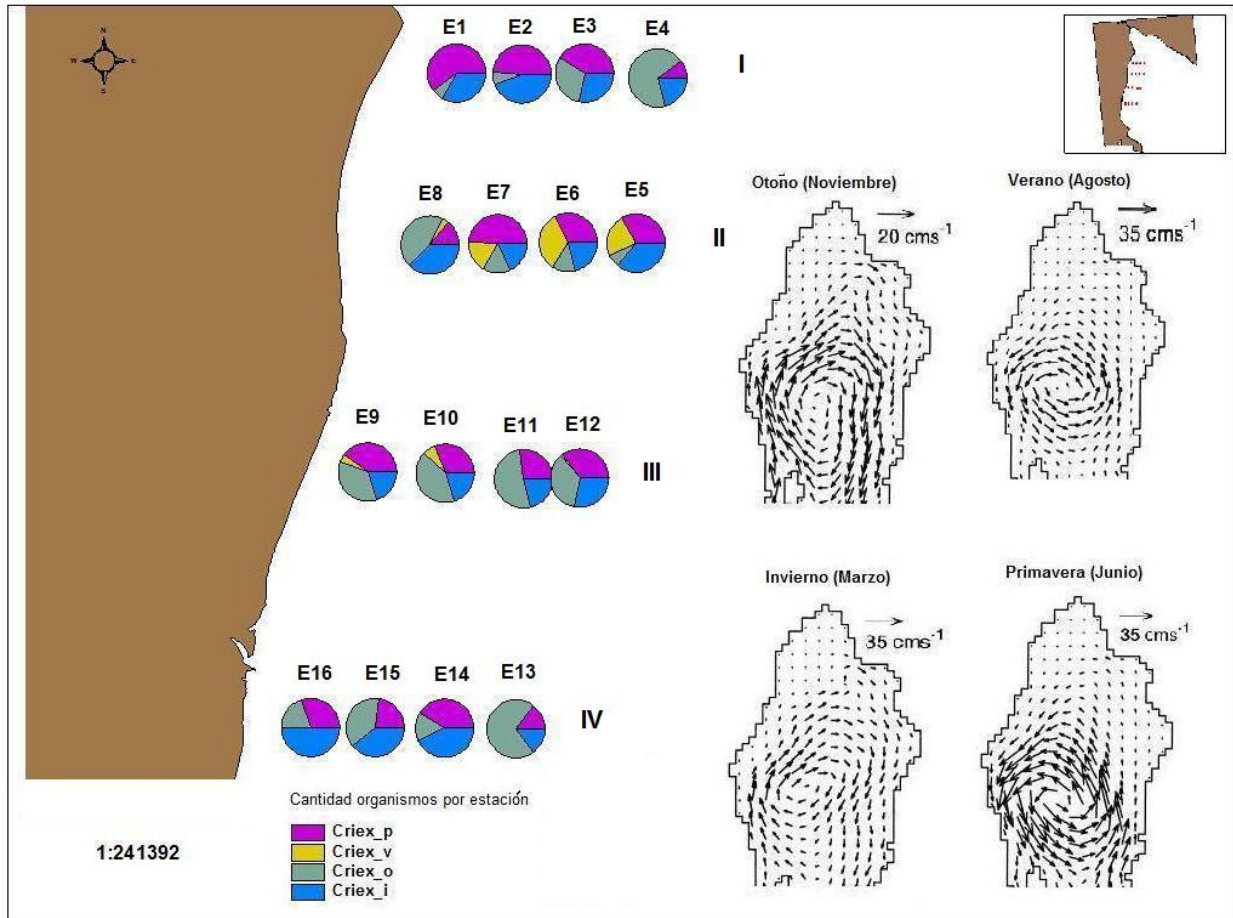 N
W
E
S
E1
E2
E3
E4
I
E8
E7
E6
E5
II
Otoño (Noviembre)
20 cms-1
Verano (Agosto)
35 cms-1
E9
E10
E11
E12
III
Invierno (Marzo)
35 cms-1
Primavera (Junio)
35 cms-1
E16
E15
E14
E13
IV
Cantidad organismos por estación
Criex_p
Criex_v
Criex_o
Criex_i
1:241392